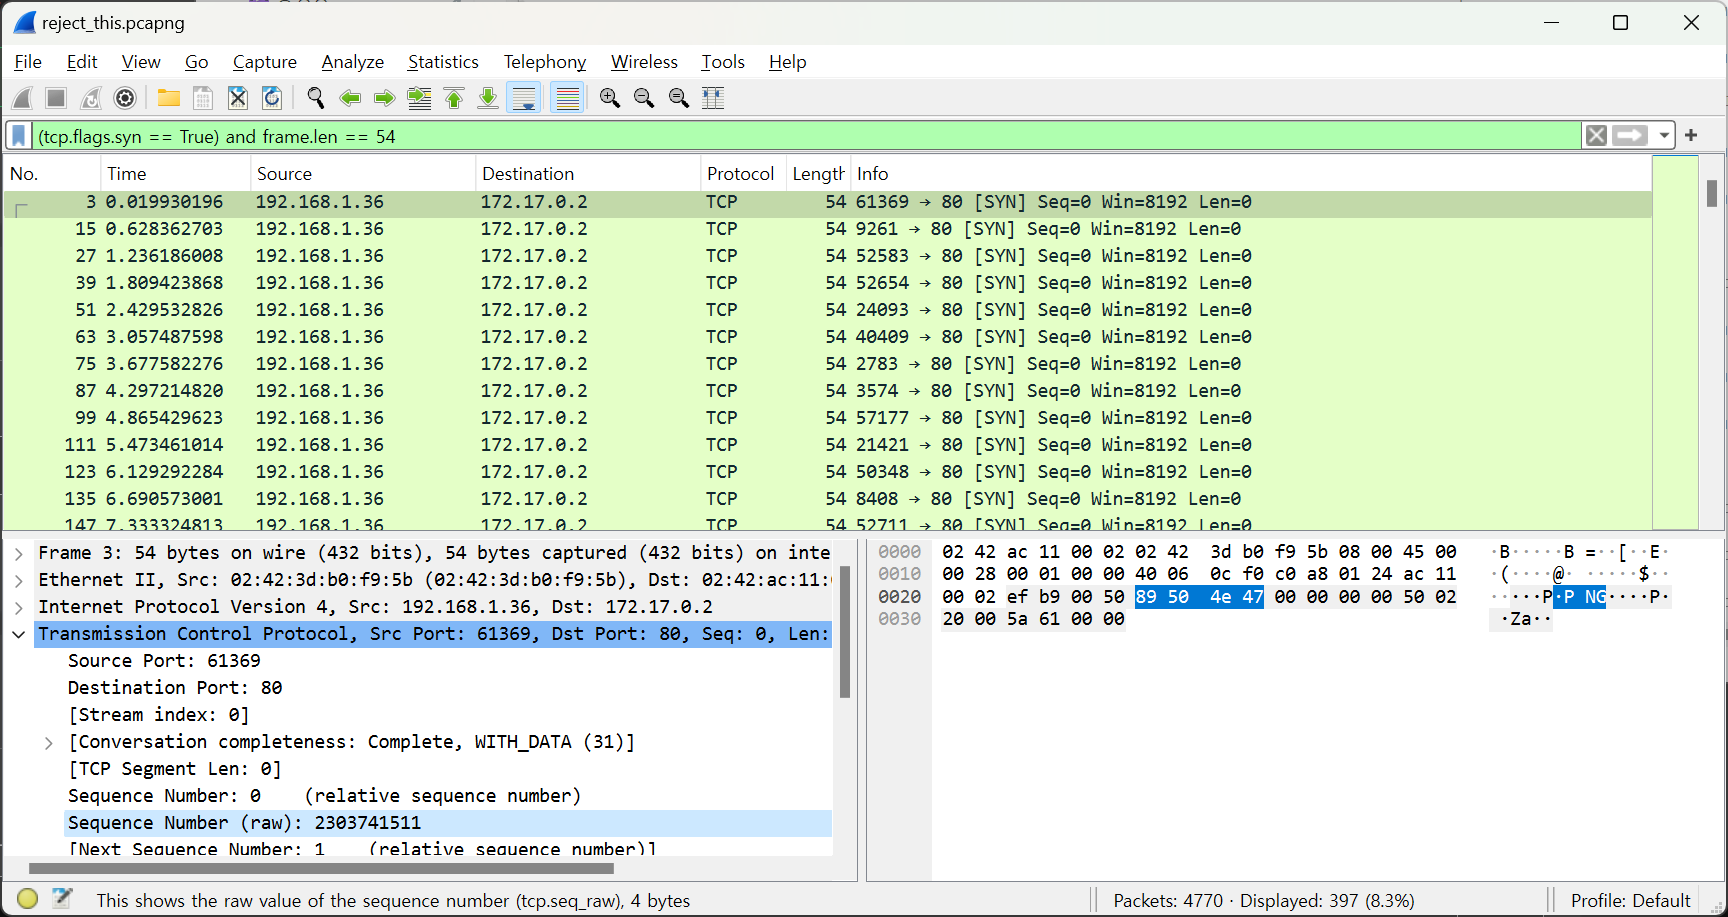 reject_this.pcapng
File Edit View Go Capture Analyze Statistics Telephony Wireless Tools Help
(tcp.flags.syn == True) and frame.len == 54
No. Time Source Destination Protocol Length Info
3 0.019930196 192.168.1.36 172.17.0.2 TCP 54 61369 → 80 [SYN] Seq=0 Win=8192 Len=0
15 0.628362703 192.168.1.36 172.17.0.2 TCP 54 9261 → 80 [SYN] Seq=0 Win=8192 Len=0
27 1.236186008 192.168.1.36 172.17.0.2 TCP 54 52583 → 80 [SYN] Seq=0 Win=8192 Len=0
39 1.809423868 192.168.1.36 172.17.0.2 TCP 54 52654 → 80 [SYN] Seq=0 Win=8192 Len=0
51 2.429532826 192.168.1.36 172.17.0.2 TCP 54 24093 → 80 [SYN] Seq=0 Win=8192 Len=0
63 3.057487598 192.168.1.36 172.17.0.2 TCP 54 40409 → 80 [SYN] Seq=0 Win=8192 Len=0
75 3.677582276 192.168.1.36 172.17.0.2 TCP 54 2783 → 80 [SYN] Seq=0 Win=8192 Len=0
87 4.297214820 192.168.1.36 172.17.0.2 TCP 54 3574 → 80 [SYN] Seq=0 Win=8192 Len=0
99 4.865429623 192.168.1.36 172.17.0.2 TCP 54 57177 → 80 [SYN] Seq=0 Win=8192 Len=0
111 5.473461014 192.168.1.36 172.17.0.2 TCP 54 21421 → 80 [SYN] Seq=0 Win=8192 Len=0
123 6.129292284 192.168.1.36 172.17.0.2 TCP 54 50348 → 80 [SYN] Seq=0 Win=8192 Len=0
135 6.690573001 192.168.1.36 172.17.0.2 TCP 54 8408 → 80 [SYN] Seq=0 Win=8192 Len=0
147 7.333324813 192.168.1.36 172.17.0.2 TCP 54 52711 → 80 [SYN] Seq=0 Win=8192 Len=0
Frame 3: 54 bytes on wire (432 bits), 54 bytes captured (432 bits) on inte
Ethernet II, Src: 02:42:3d:b0:f9:5b (02:42:3d:b0:f9:5b), Dst: 02:42:ac:11:
Internet Protocol Version 4, Src: 192.168.1.36, Dst: 172.17.0.2
Transmission Control Protocol, Src Port: 61369, Dst Port: 80, Seq: 0, Len:
Source Port: 61369
Destination Port: 80
[Stream index: 0]
[Conversation completeness: Complete, WITH_DATA (31)]
[TCP Segment Len: 0]
Sequence Number: 0 (relative sequence number)
Sequence Number (raw): 2303741511
[Next Sequence Number: 1 (relative sequence number)]
0000 02 42 ac 11 00 02 02 42 3d b0 f9 5b 08 00 45 00 ·B·····B =··[··E·
0010 00 28 00 01 00 00 40 06 0c f0 c0 a8 01 24 ac 11 ·(····@· ·····$··
0020 00 02 ef b9 00 50 89 50 4e 47 00 00 00 00 50 02 ·····P·P NG····P·
0030 20 00 5a 61 00 00 ·Za··
This shows the raw value of the sequence number (tcp.seq_raw), 4 bytes
Packets: 4770 · Displayed: 397 (8.3%)
Profile: Default